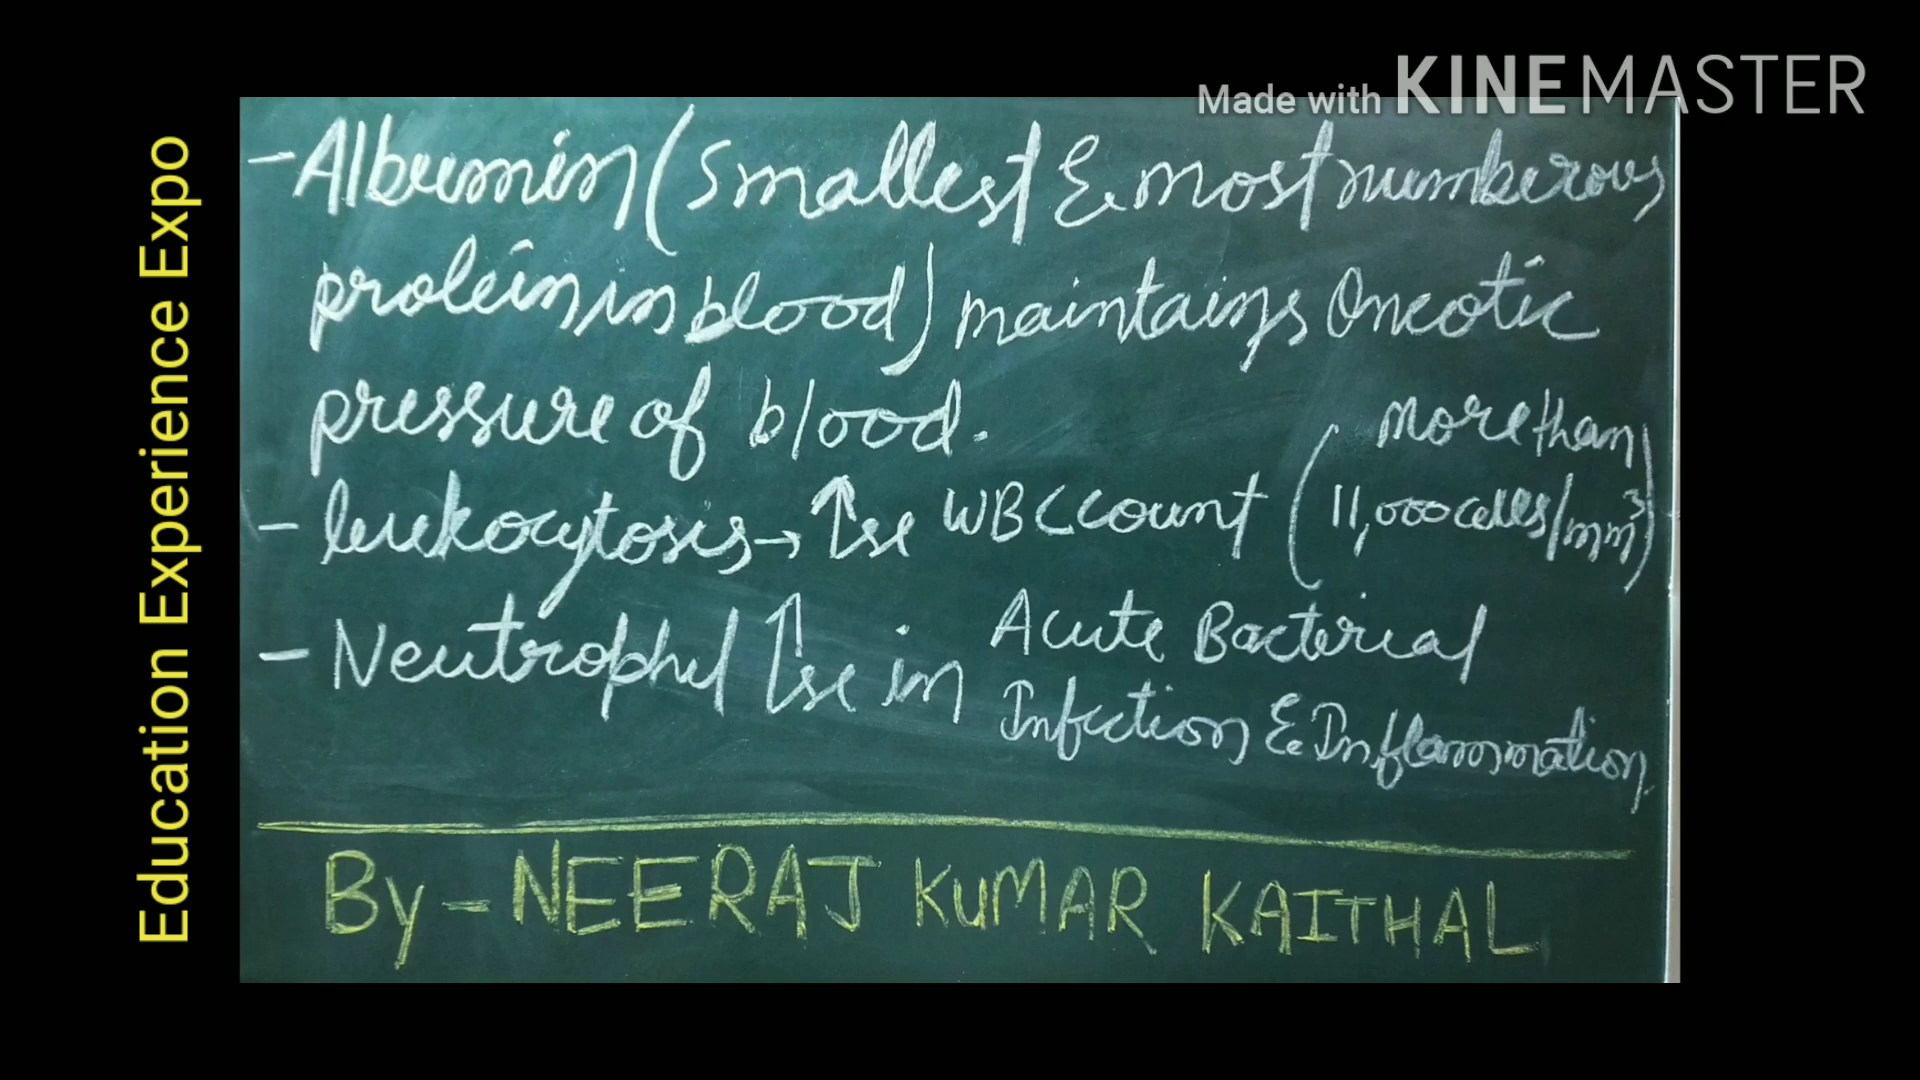 Made with KINEMASTER
Education Experience Expo
- Albumin (smallest & most numberous
protein in blood) maintains Oncotic
pressure of blood.
- leukocytosis → ↑se WBC count (more than
11,000 cells/mm³)
- Neutrophil ↑se in Acute Bacterial
Infection & Inflammation.
By - NEERAJ KUMAR KAITHAL